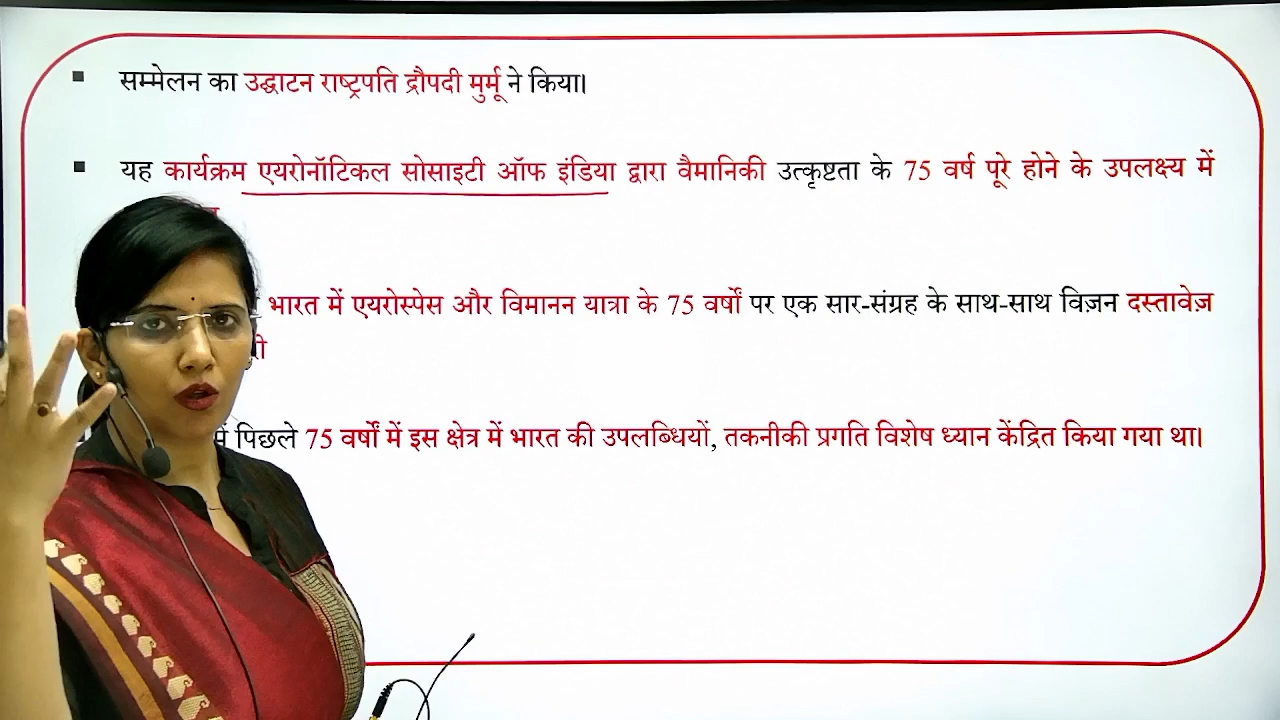 सम्मेलन का उद्घाटन राष्ट्रपति द्रौपदी मुर्मू ने किया।
यह कार्यक्रम एयरोनॉटिकल सोसाइटी ऑफ इंडिया द्वारा वैमानिकी उत्कृष्टता के 75 वर्ष पूरे होने के उपलक्ष्य में
भारत में एयरोस्पेस और विमानन यात्रा के 75 वर्षों पर एक सार-संग्रह के साथ-साथ विज़न दस्तावेज़
में पिछले 75 वर्षों में इस क्षेत्र में भारत की उपलब्धियों, तकनीकी प्रगति विशेष ध्यान केंद्रित किया गया था।